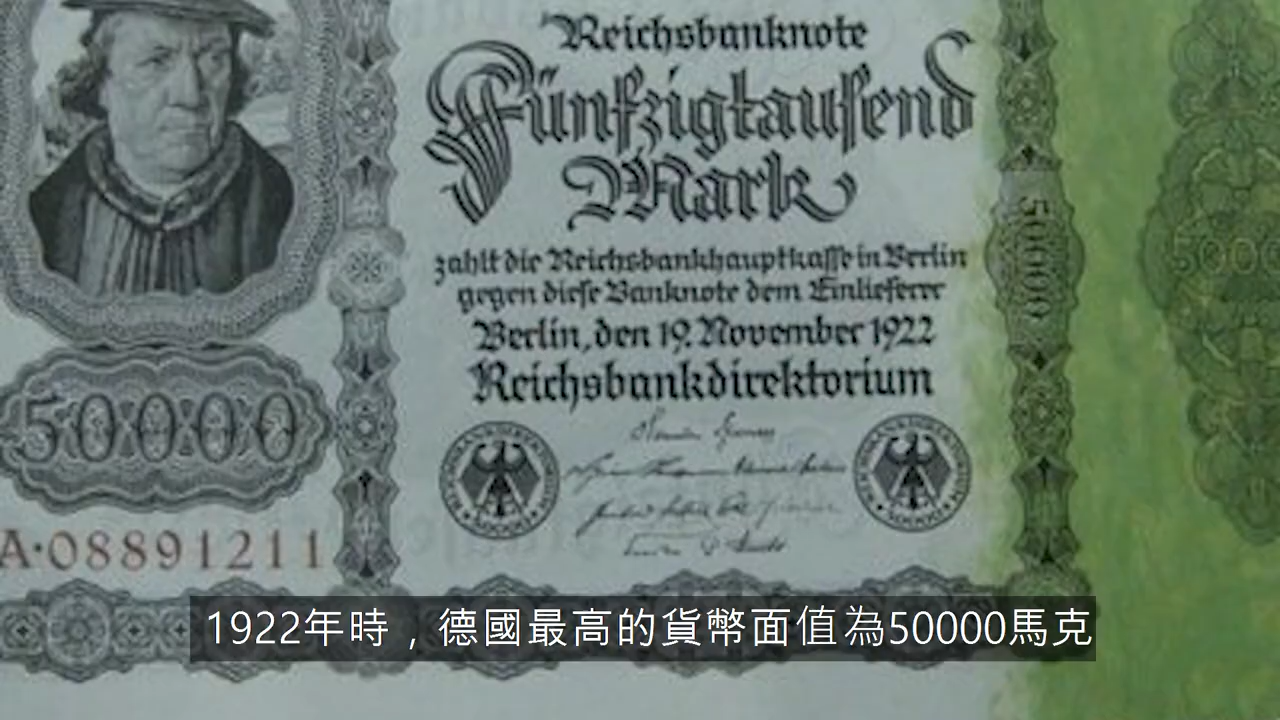 Reichsbanknote
Fünfzigtausend
Mark
zahlt die Reichsbankhauptkasse in Berlin
gegen diese Banknote dem Einlieferer
Berlin, den 19. November 1922
Reichsbankdirektorium
50000
50000
5000
A·08891211
1922年時，德國最高的貨幣面值為50000馬克